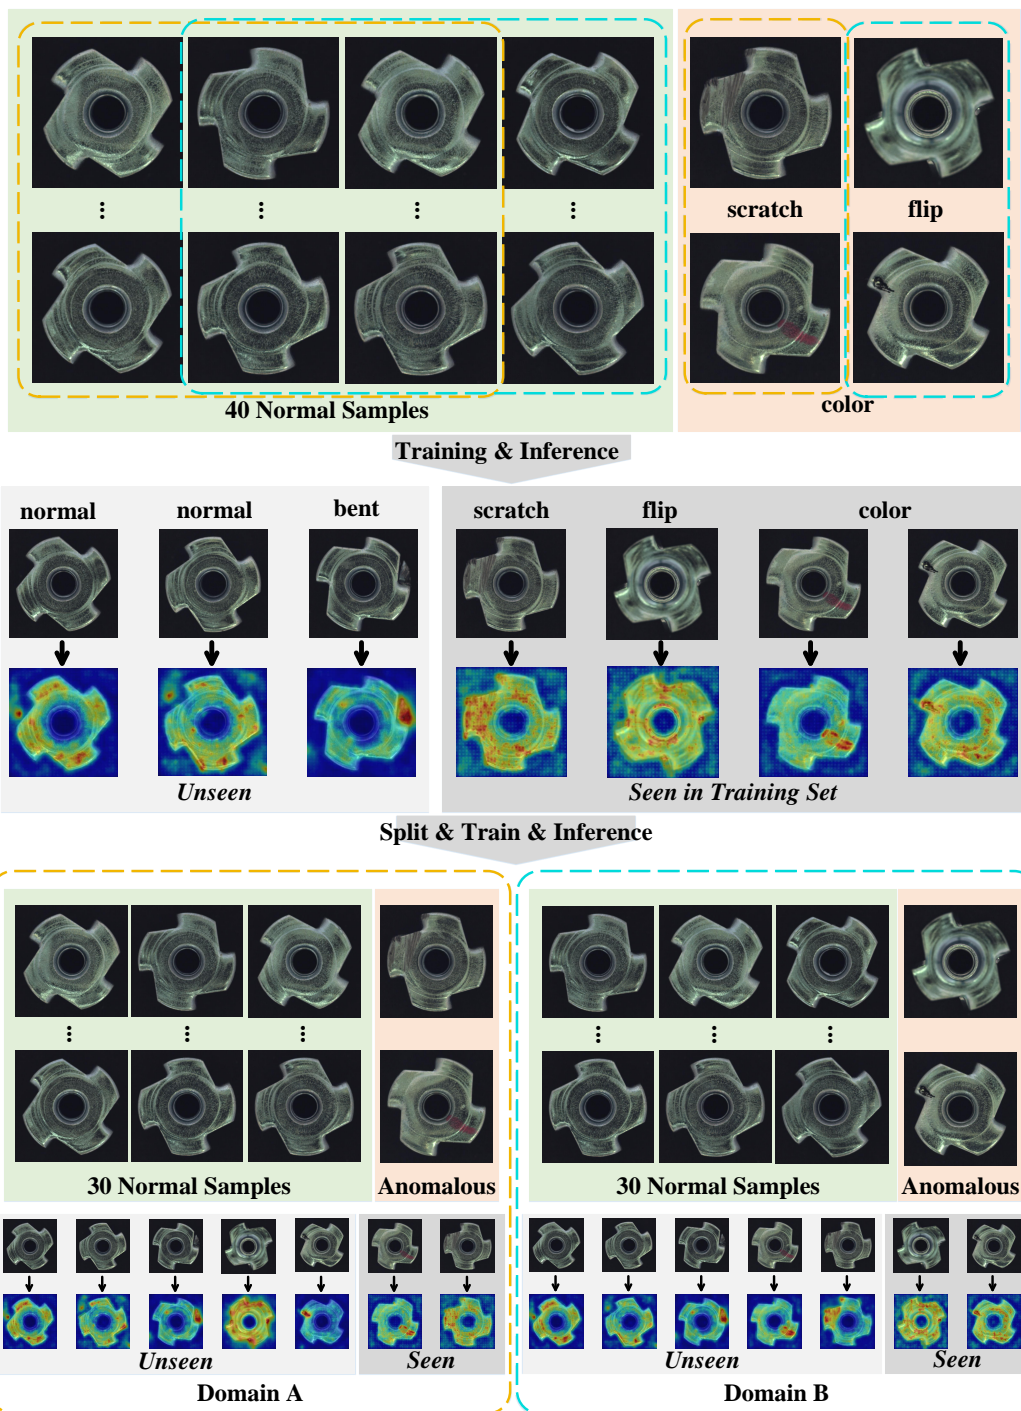 scratch
flip
40 Normal Samples
color
Training & Inference
normal
normal
bent
scratch
flip
color
Unseen
Seen in Training Set
Split & Train & Inference
30 Normal Samples
Anomalous
30 Normal Samples
Anomalous
Unseen
Seen
Unseen
Seen
Domain A
Domain B